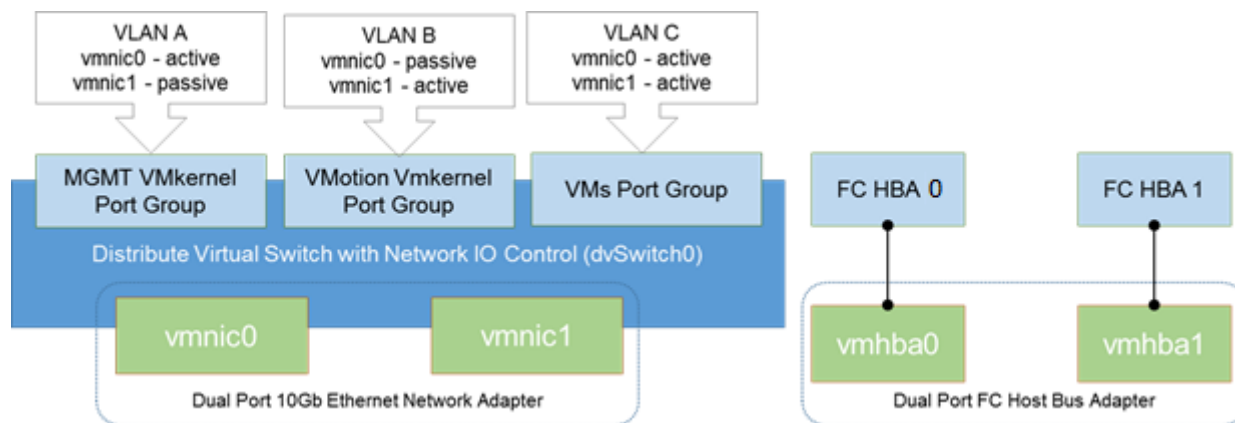 VLAN A
vmnic0 - active
vmnic1 - passive
VLAN B
vmnic0 - passive
vmnic1 - active
VLAN C
vmnic0 - active
vmnic1 - active
MGMT VMkernel
Port Group
VMotion Vmkernel
Port Group
VMs Port Group
FC HBA 0
FC HBA 1
Distribute Virtual Switch with Network IO Control (dvSwitch0)
vmnic0
vmnic1
vmhba0
vmhba1
Dual Port 10Gb Ethernet Network Adapter
Dual Port FC Host Bus Adapter